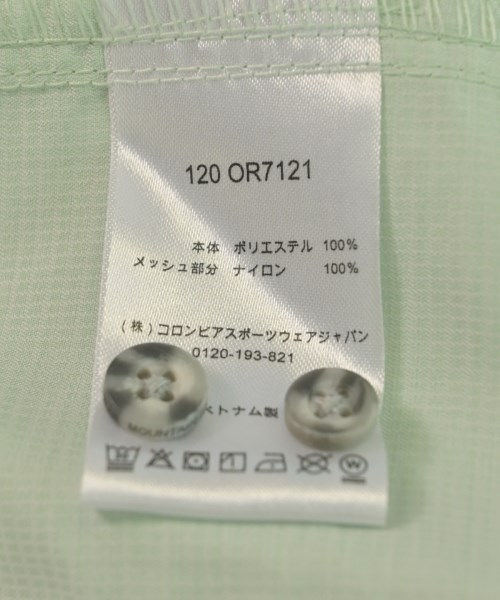 120 OR7121
本体 ポリエステル 100%
メッシュ部分 ナイロン 100%
(株)コロンビアスポーツウェアジャパン
0120-193-821
トナム製